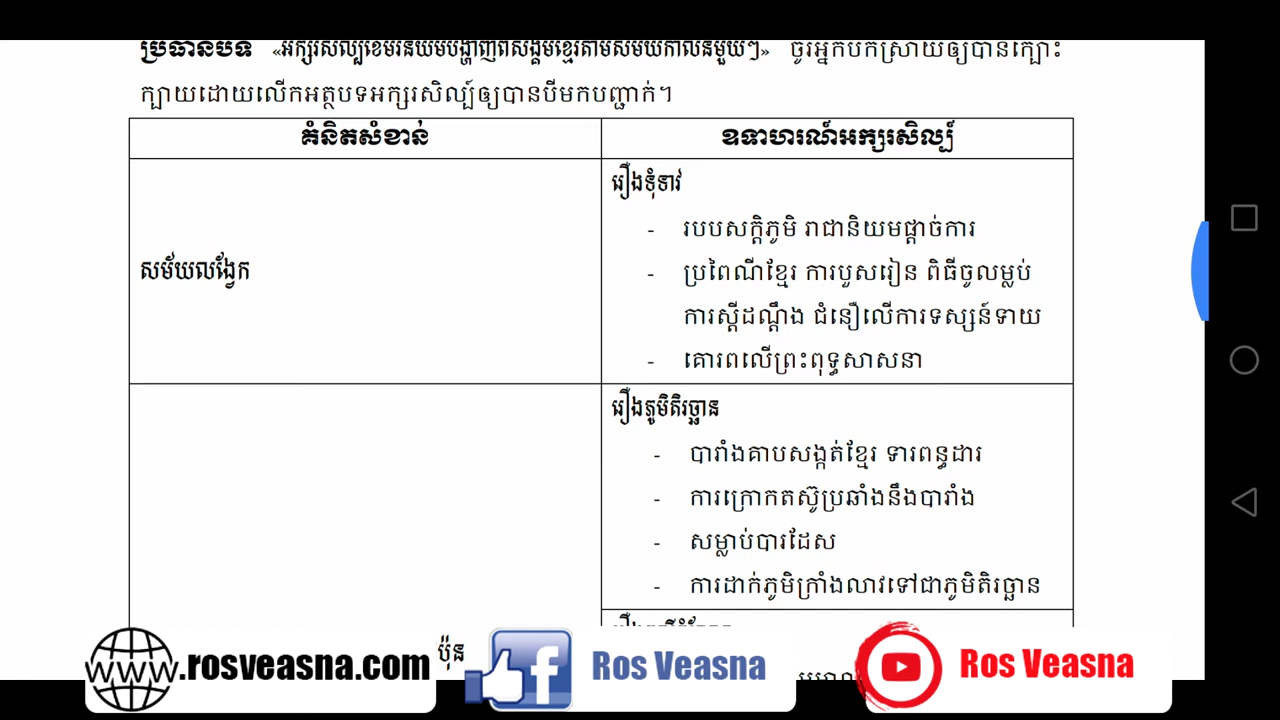 ប្រធានបទ «អក្សរសិល្ប៍ខ្មែរនិយមបង្ហាញពីសង្គមខ្មែរតាមសម័យកាលនីមួយៗ» ចូរអ្នកបកស្រាយឲ្យបានក្បោះ
ក្បាយដោយលើកអត្ថបទអក្សរសិល្ប៍ឲ្យបានបីមកបញ្ជាក់។
គំនិតសំខាន់
ឧទាហរណ៍អក្សរសិល្ប៍
រឿងទុំទាវ
- របបសក្តិភូមិ រាជានិយមផ្តាច់ការ
សម័យលង្វែក
- ប្រពៃណីខ្មែរ ការបួសរៀន ពិធីចូលម្លប់
ការស្តីដណ្តឹង ជំនឿលើការទស្សន៍ទាយ
- គោរពលើព្រះពុទ្ធសាសនា
រឿងភូមិតិរច្ឆាន
- បារាំងគាបសង្កត់ខ្មែរ ទារពន្ធដារ
- ការក្រោកតស៊ូប្រឆាំងនឹងបារាំង
- សម្លាប់បារដែស
- ការដាក់ភូមិក្រាំងលាវទៅជាភូមិតិរច្ឆាន
www.rosveasna.com
ប៉ុន
Ros Veasna
Ros Veasna